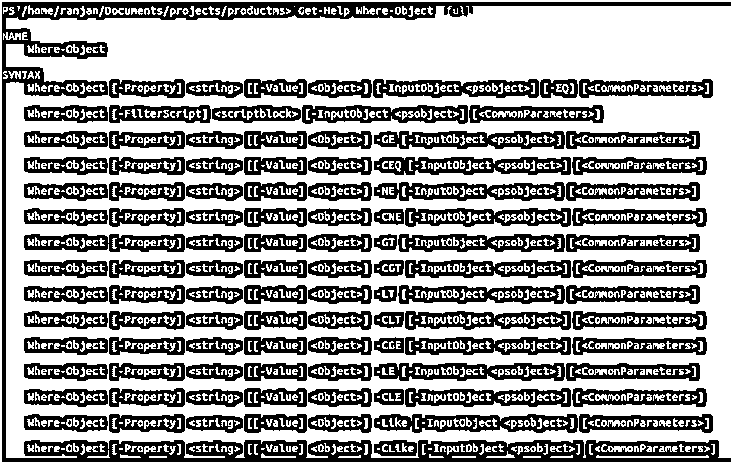 PS /home/ranjan/Documents/projects/productms> Get-Help Where-Object -full
NAME
Where-Object
SYNTAX
Where-Object [-Property] <string> [[-Value] <Object>] [-InputObject <psobject>] [-EQ] [<CommonParameters>]
Where-Object [-FilterScript] <scriptblock> [-InputObject <psobject>] [<CommonParameters>]
Where-Object [-Property] <string> [[-Value] <Object>] -GE [-InputObject <psobject>] [<CommonParameters>]
Where-Object [-Property] <string> [[-Value] <Object>] -CEQ [-InputObject <psobject>] [<CommonParameters>]
Where-Object [-Property] <string> [[-Value] <Object>] -NE [-InputObject <psobject>] [<CommonParameters>]
Where-Object [-Property] <string> [[-Value] <Object>] -CNE [-InputObject <psobject>] [<CommonParameters>]
Where-Object [-Property] <string> [[-Value] <Object>] -GT [-InputObject <psobject>] [<CommonParameters>]
Where-Object [-Property] <string> [[-Value] <Object>] -CGT [-InputObject <psobject>] [<CommonParameters>]
Where-Object [-Property] <string> [[-Value] <Object>] -LT [-InputObject <psobject>] [<CommonParameters>]
Where-Object [-Property] <string> [[-Value] <Object>] -CLT [-InputObject <psobject>] [<CommonParameters>]
Where-Object [-Property] <string> [[-Value] <Object>] -CGE [-InputObject <psobject>] [<CommonParameters>]
Where-Object [-Property] <string> [[-Value] <Object>] -LE [-InputObject <psobject>] [<CommonParameters>]
Where-Object [-Property] <string> [[-Value] <Object>] -CLE [-InputObject <psobject>] [<CommonParameters>]
Where-Object [-Property] <string> [[-Value] <Object>] -Like [-InputObject <psobject>] [<CommonParameters>]
Where-Object [-Property] <string> [[-Value] <Object>] -CLike [-InputObject <psobject>] [<CommonParameters>]